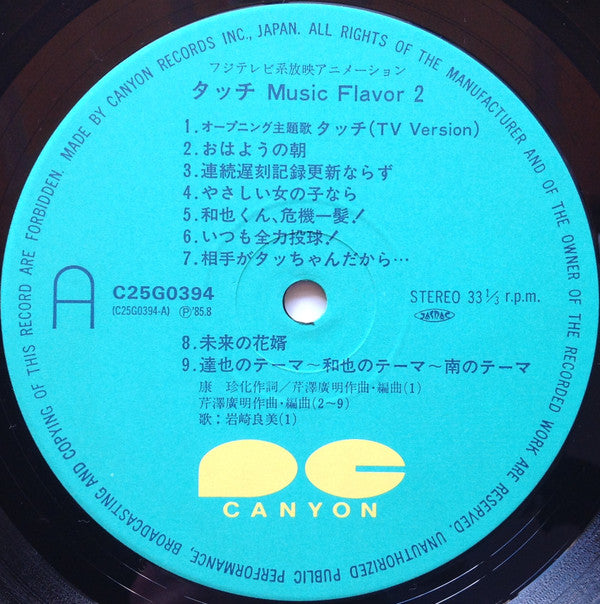 MADE BY CANYON RECORDS INC., JAPAN. ALL RIGHTS OF THE MANUFACTURER AND OF THE OWNER OF THE RECORDED WORK ARE RESERVED. UNAUTHORIZED PUBLIC PERFORMANCE, BROADCASTING AND COPYING OF THIS RECORD ARE FORBIDDEN.
フジテレビ系放映アニメーション
タッチ Music Flavor 2
1. オープニング主題歌 タッチ(TV Version)
2. おはようの朝
3. 連続遅刻記録更新ならず
4. やさしい女の子なら
5. 和也くん、危機一髪!
6. いつも全力投球!
7. 相手がタッちゃんだから…
A
C25G0394
(C25G0394-A) Ⓟ'85.8
STEREO 33 1/3 r.p.m.
JASRAC
8. 未来の花婿
9. 達也のテーマ～和也のテーマ～南のテーマ
康 珍化作詞/芹澤廣明作曲・編曲(1)
芹澤廣明作曲・編曲(2～9)
歌:岩崎良美(1)
CANYON